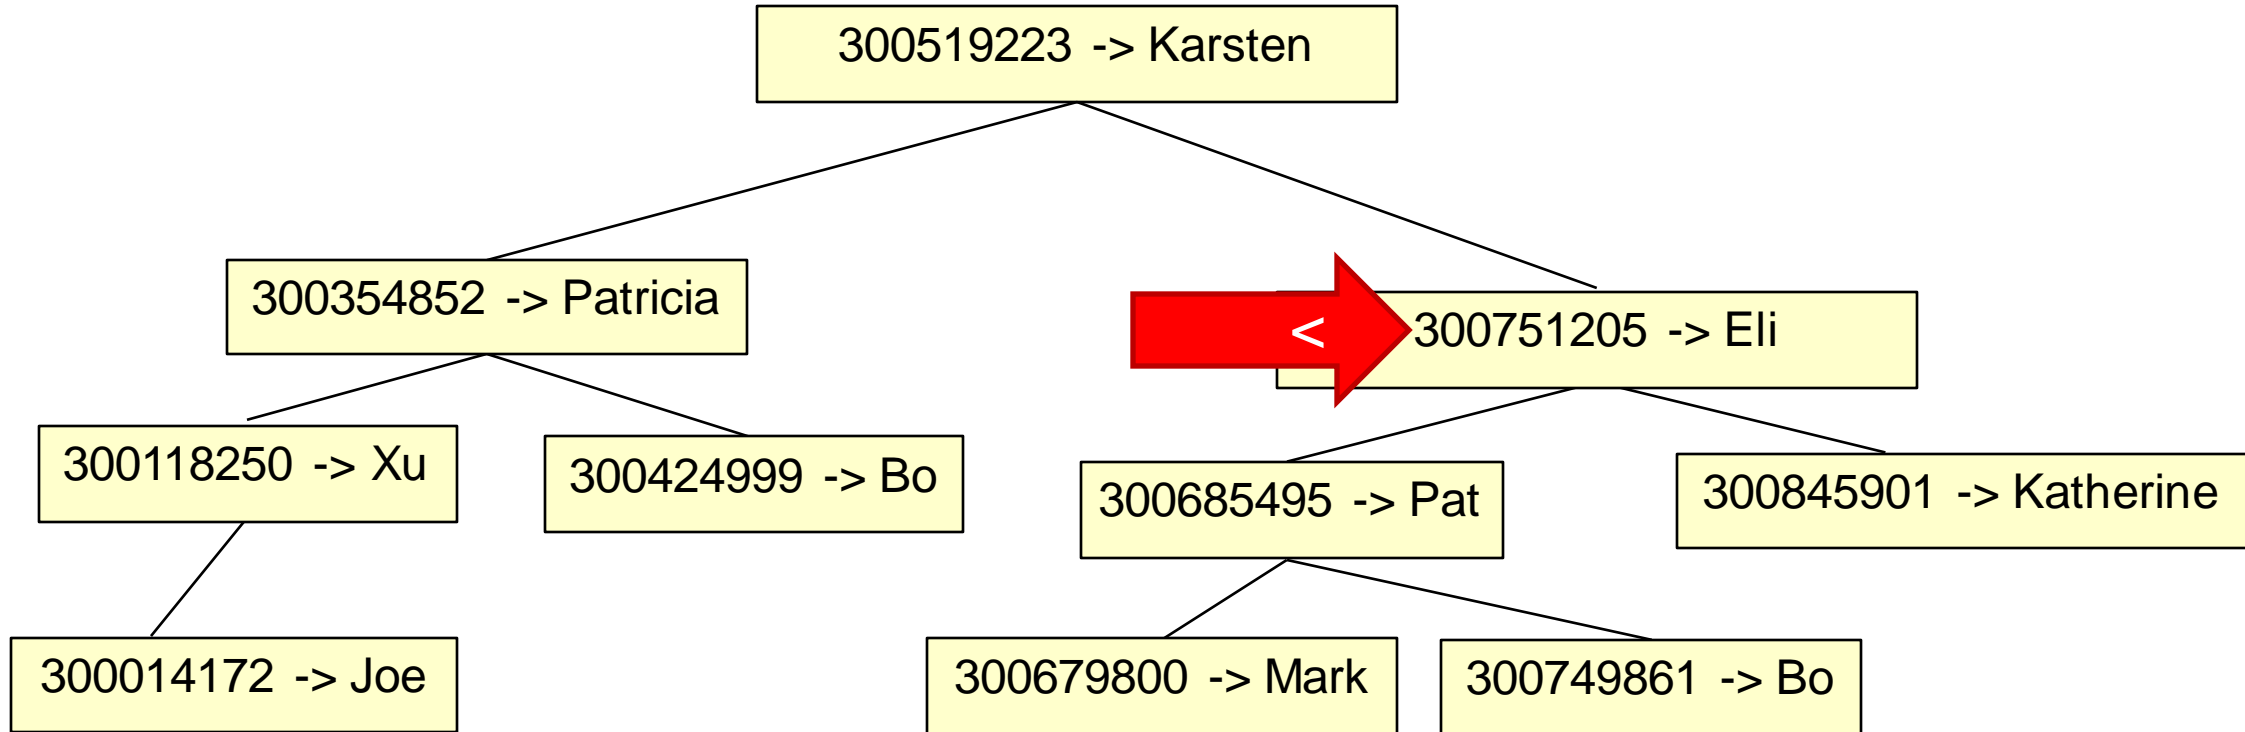 300519223 -> Karsten
300354852 -> Patricia
< 300751205 -> Eli
300118250 -> Xu
300424999 -> Bo
300685495 -> Pat
300845901 -> Katherine
300014172 -> Joe
300679800 -> Mark
300749861 -> Bo